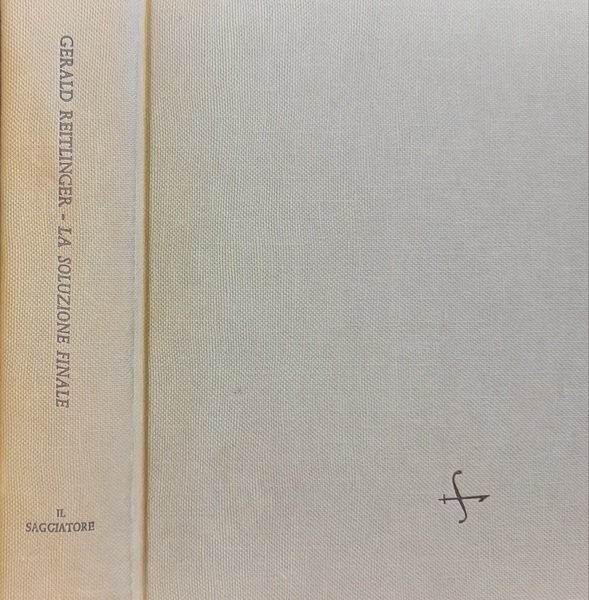 GERALD REITLINGER - LA SOLUZIONE FINALE
IL
SAGGIATORE